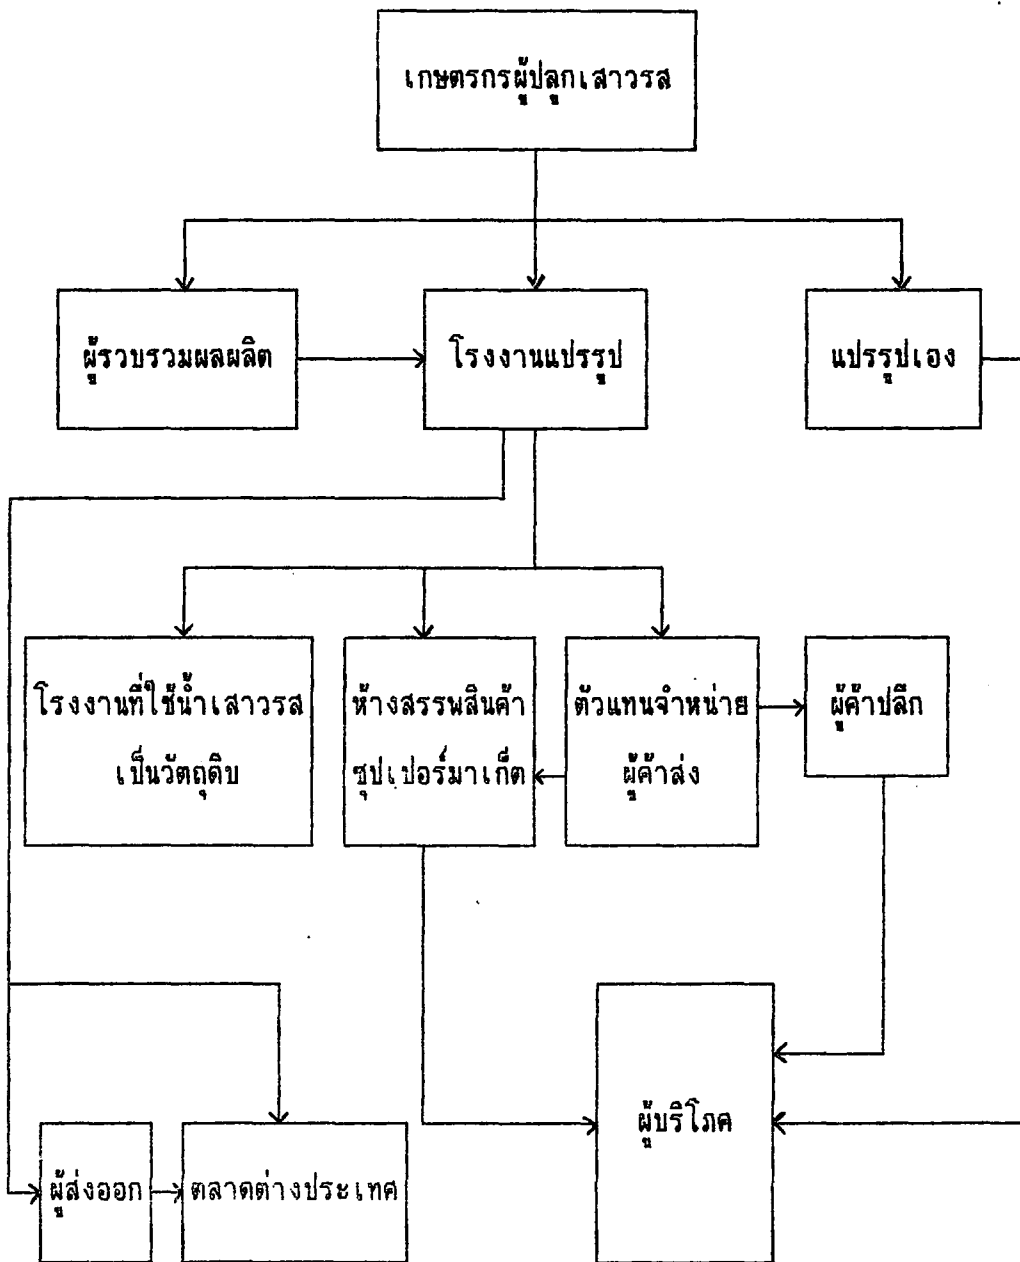 เกษตรกรผู้ปลูกเสาวรส
ผู้รวบรวมผลผลิต
โรงงานแปรรูป
แปรรูปเอง
โรงงานที่ใช้น้ำเสาวรส
เป็นวัตถุดิบ
ห้างสรรพสินค้า
ซุปเปอร์มาเก็ต
ตัวแทนจำหน่าย
ผู้ค้าส่ง
ผู้ค้าปลีก
ผู้บริโภค
ผู้ส่งออก
ตลาดต่างประเทศ